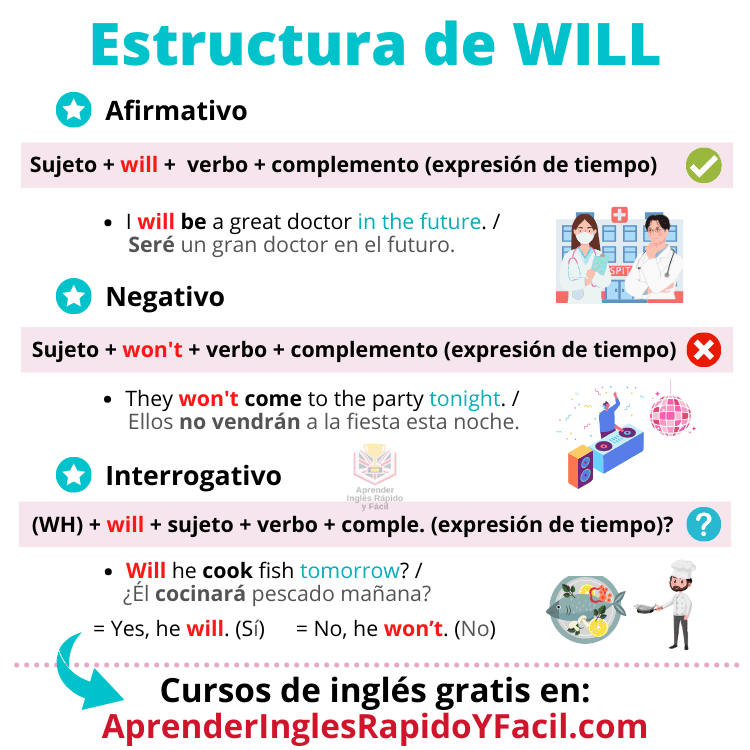 Estructura de WILL
Afirmativo
Sujeto + will + verbo + complemento (expresión de tiempo)
• I will be a great doctor in the future. /
Seré un gran doctor en el futuro.
HOSPITAL
Negativo
Sujeto + won't + verbo + complemento (expresión de tiempo)
• They won't come to the party tonight. /
Ellos no vendrán a la fiesta esta noche.
Interrogativo
Aprender
Inglés Rápido
y Fácil
(WH) + will + sujeto + verbo + comple. (expresión de tiempo)?
?
• Will he cook fish tomorrow? /
¿Él cocinará pescado mañana?
= Yes, he will. (Sí) = No, he won’t. (No)
Cursos de inglés gratis en:
AprenderInglesRapidoYFacil.com